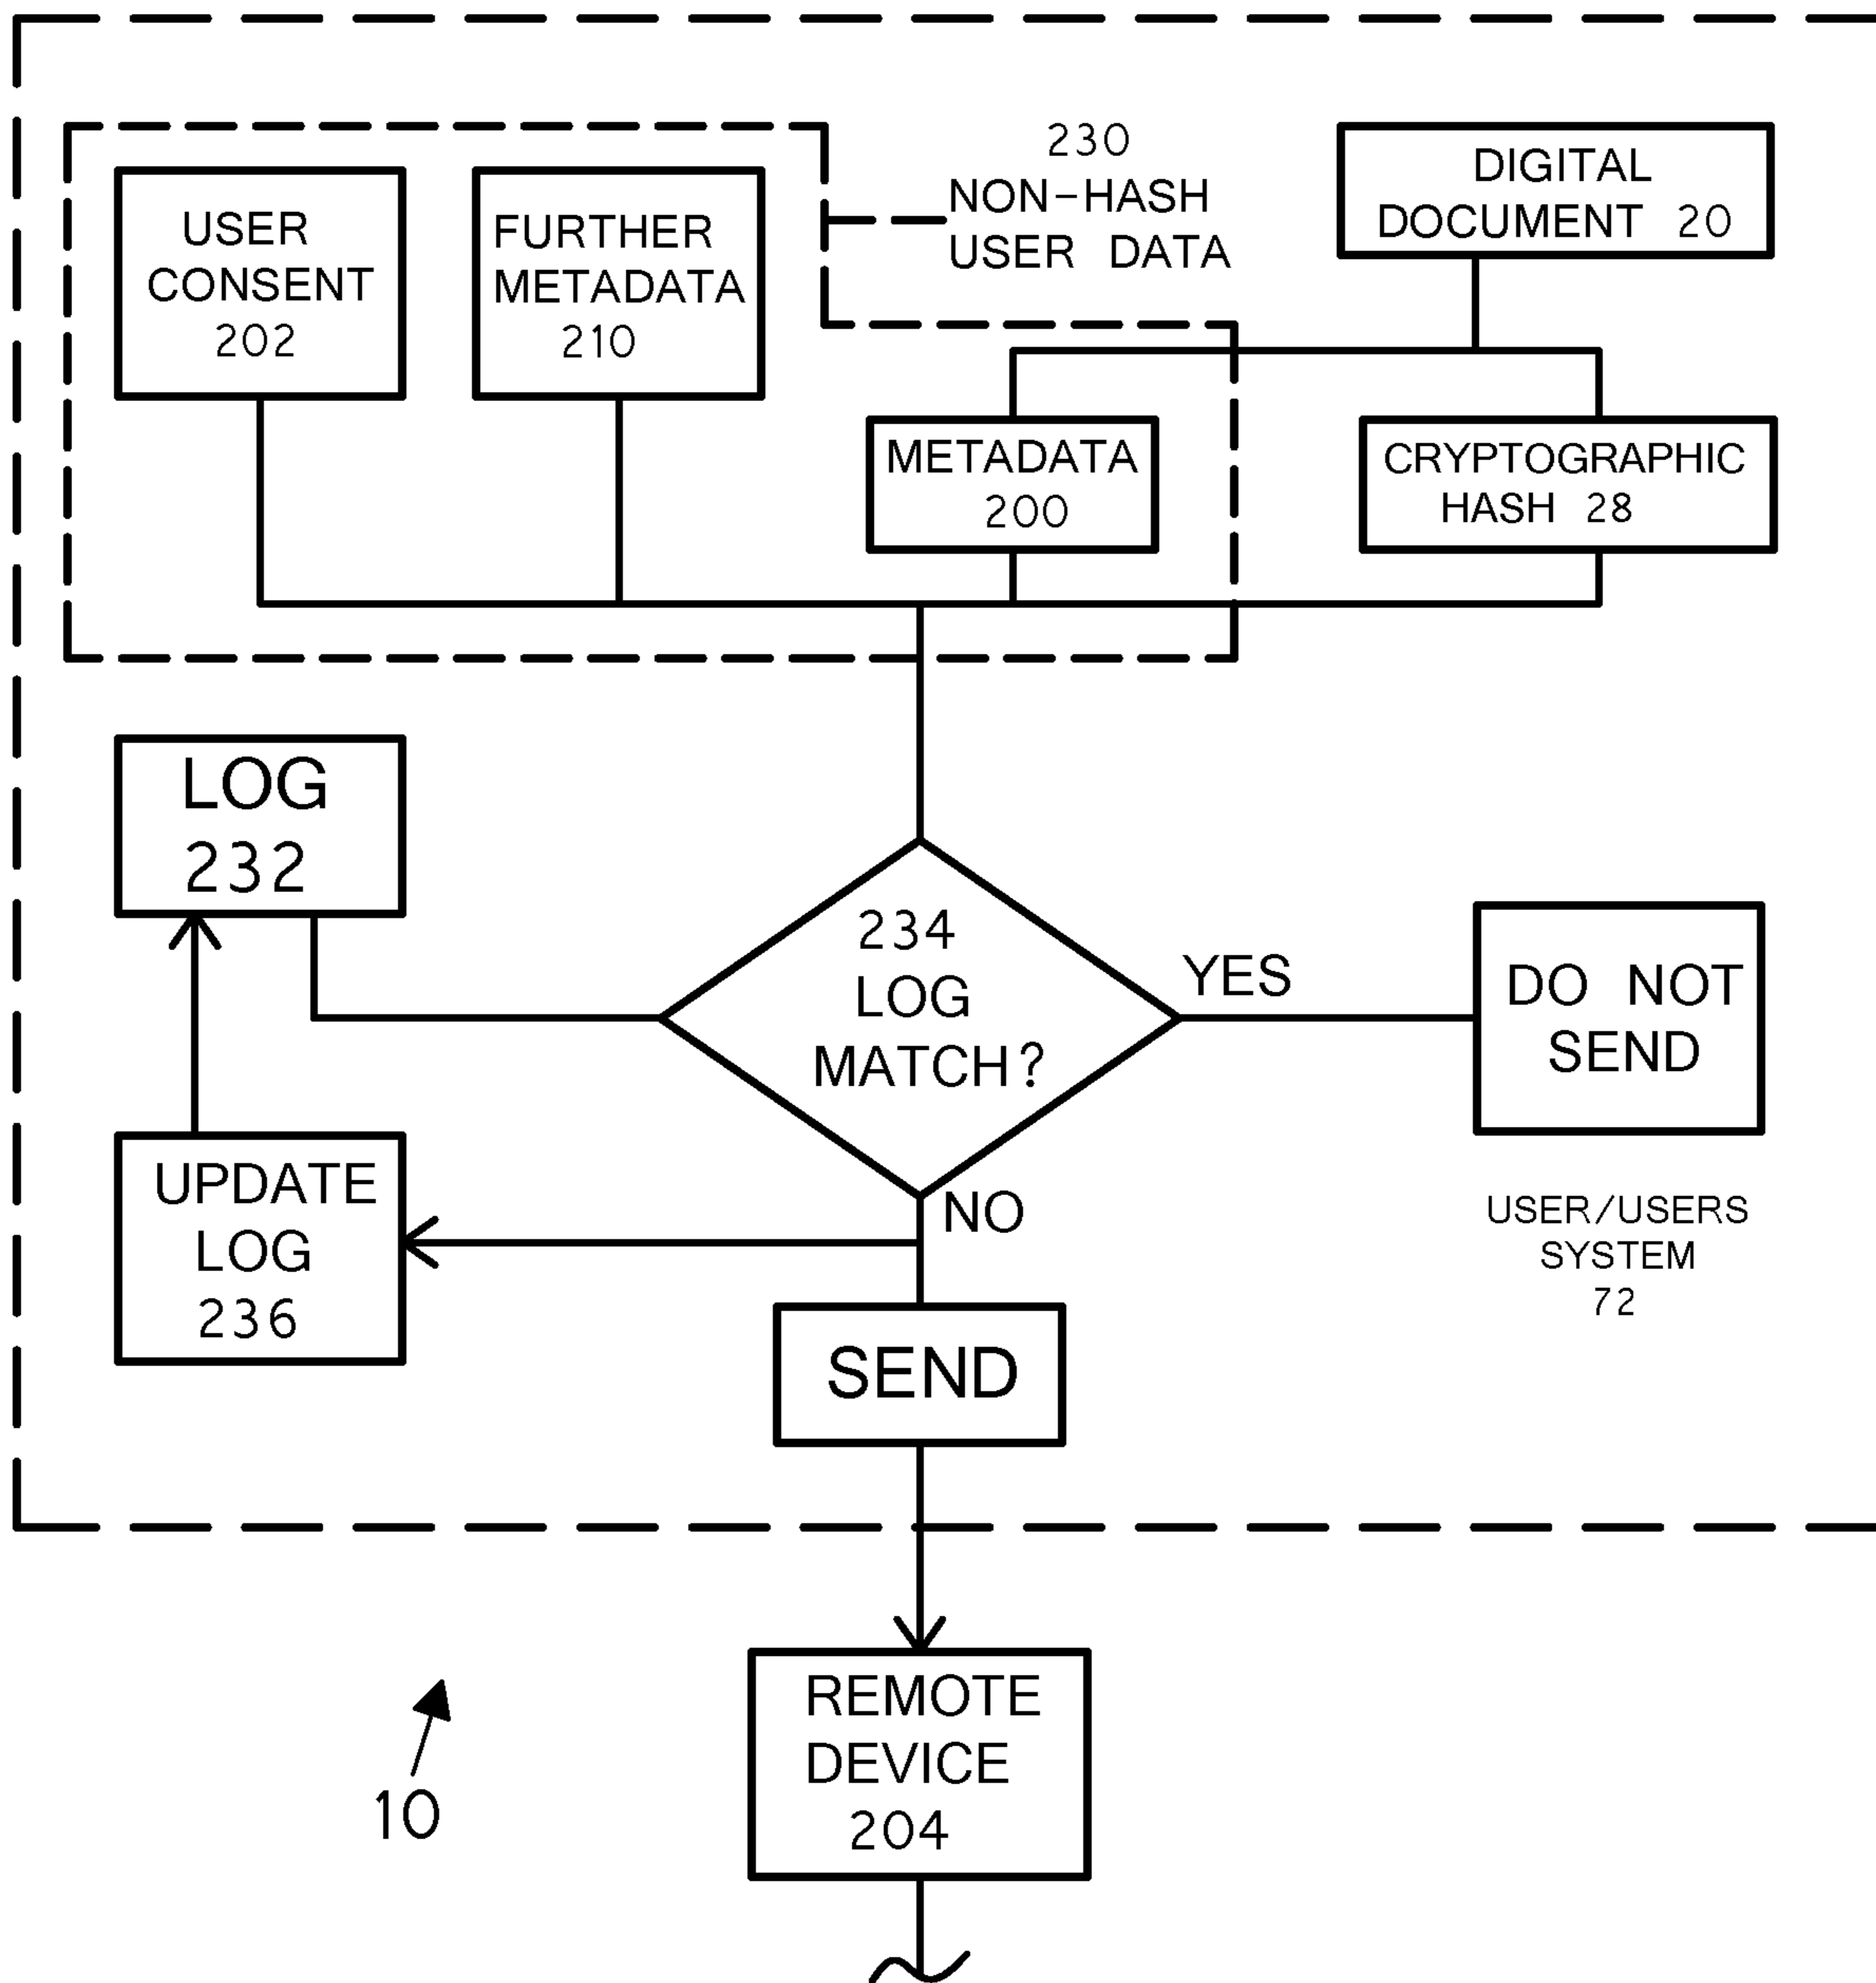 USER
CONSENT
202
FURTHER
METADATA
210
230
NON-HASH
USER DATA
DIGITAL
DOCUMENT 20
METADATA
200
CRYPTOGRAPHIC
HASH 28
LOG
232
234
LOG
MATCH?
YES
DO NOT
SEND
UPDATE
LOG
236
NO
USER/USERS
SYSTEM
72
SEND
REMOTE
DEVICE
204
10